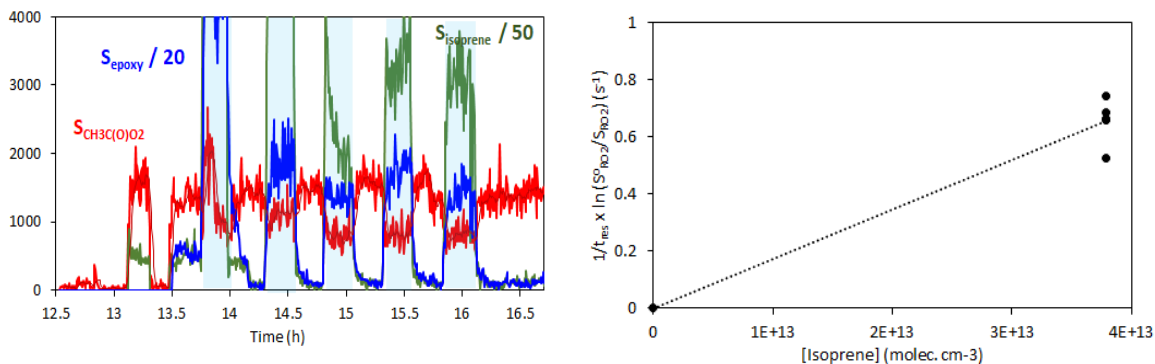 4000
3000
2000
1000
0
S_epoxy / 20
S_isoprene / 50
S_CH3C(O)O2
12.5 13 13.5 14 14.5 15 15.5 16 16.5
Time (h)
1/t_res x ln (S°_RO2/S_RO2) (s⁻¹)
1
0.8
0.6
0.4
0.2
0
0 1E+13 2E+13 3E+13 4E+13
[Isoprene] (molec. cm-3)